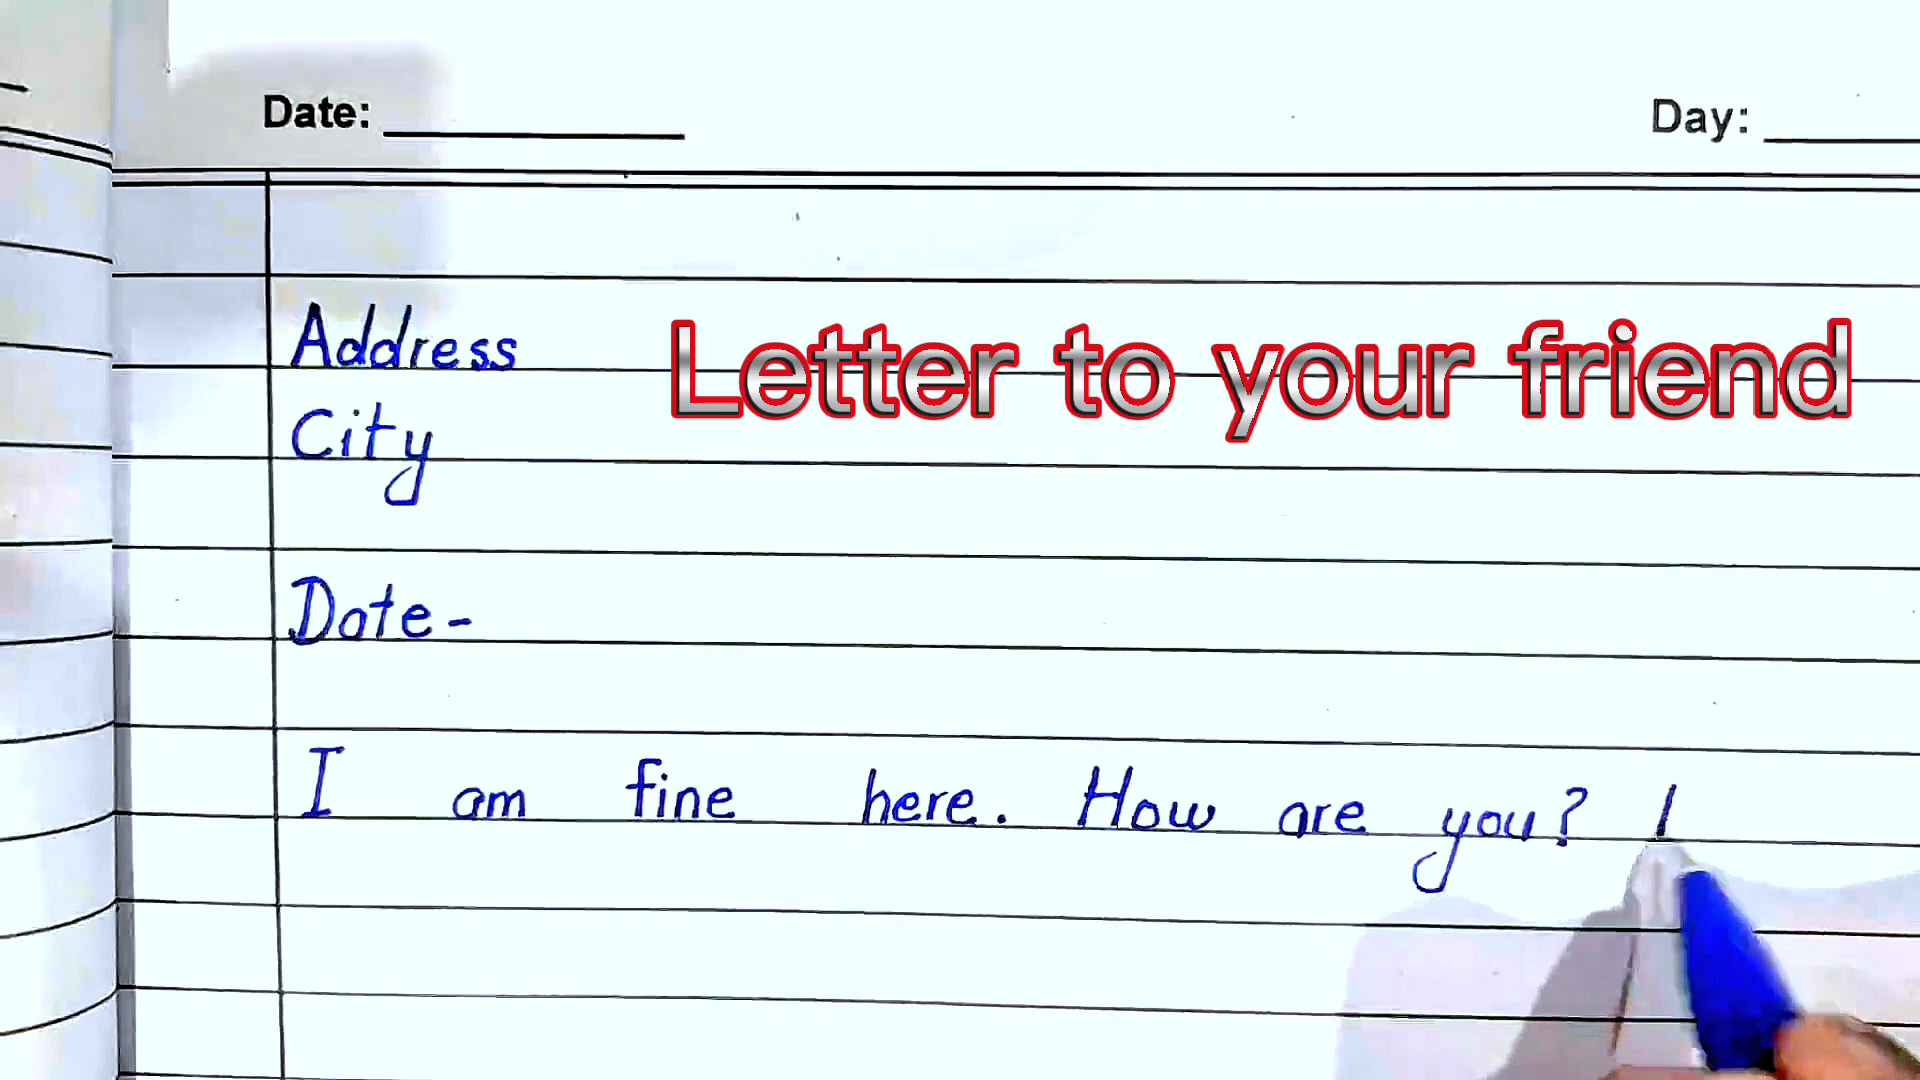 Date: Day:
Address
Letter to your friend
City
Date-
I am fine here. How are you? I